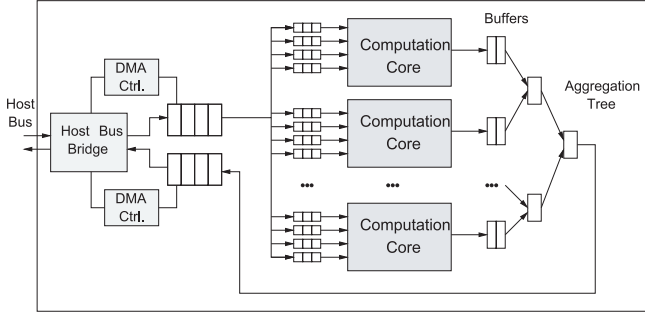 DMA
Ctrl.
Host
Bus
Host Bus
Bridge
DMA
Ctrl.
Computation
Core
Computation
Core
...
...
...
Computation
Core
Buffers
Aggregation
Tree